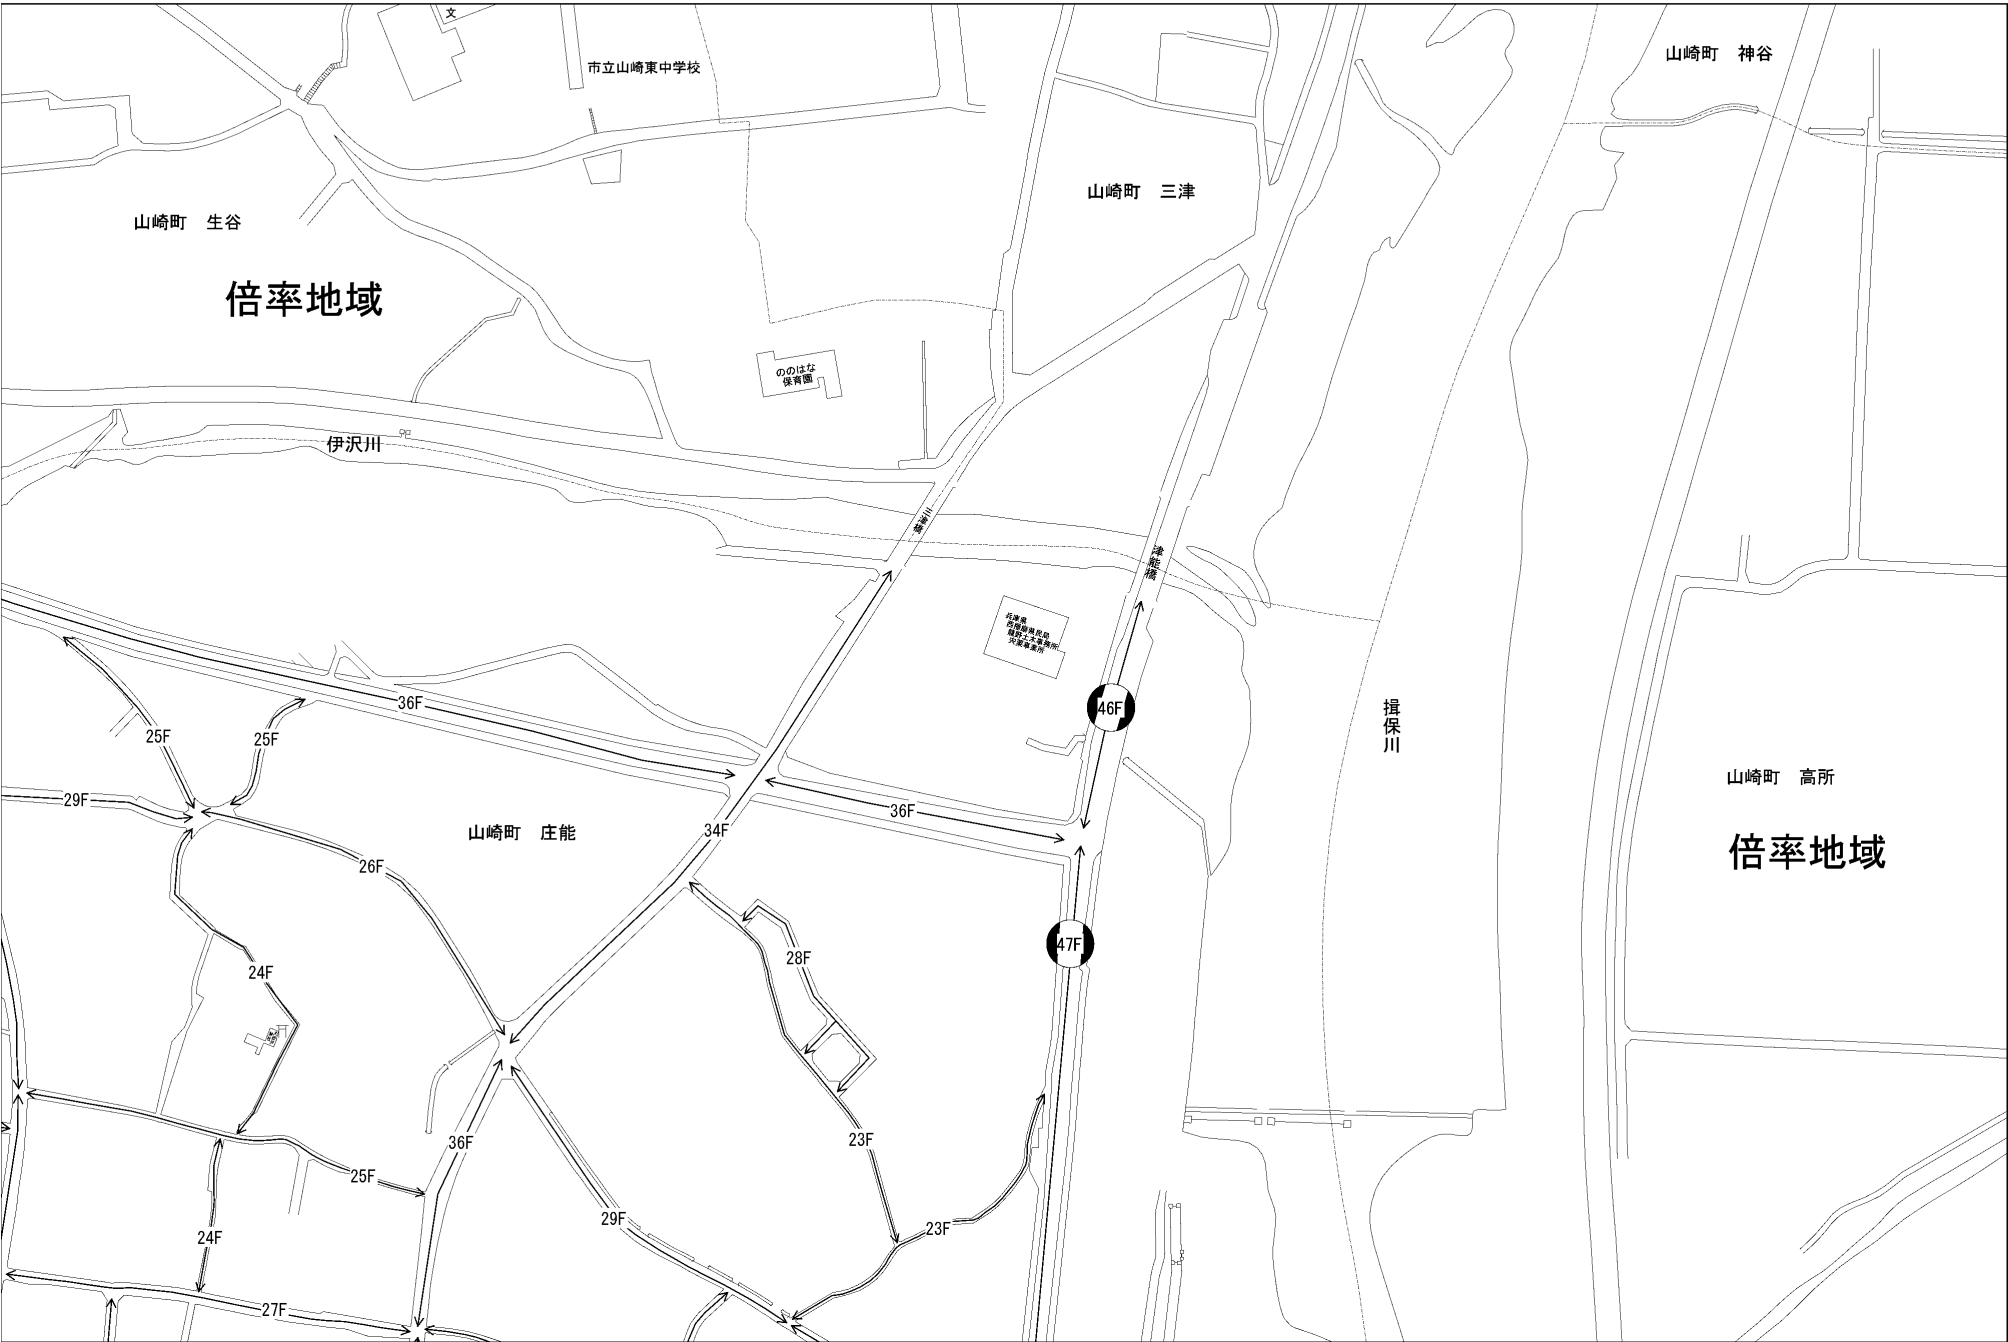 文
市立山崎東中学校
山崎町　神谷
山崎町　三津
山崎町　生谷
倍率地域
ののはな
保育園
伊沢川
三津橋
津能橋
兵庫県
西播磨県民局
龍野土木事務所
宍粟事業所
36F
46F
揖保川
25F
25F
山崎町　高所
29F
36F
山崎町　庄能
34F
倍率地域
26F
47F
28F
24F
23F
36F
25F
29F
23F
24F
27F